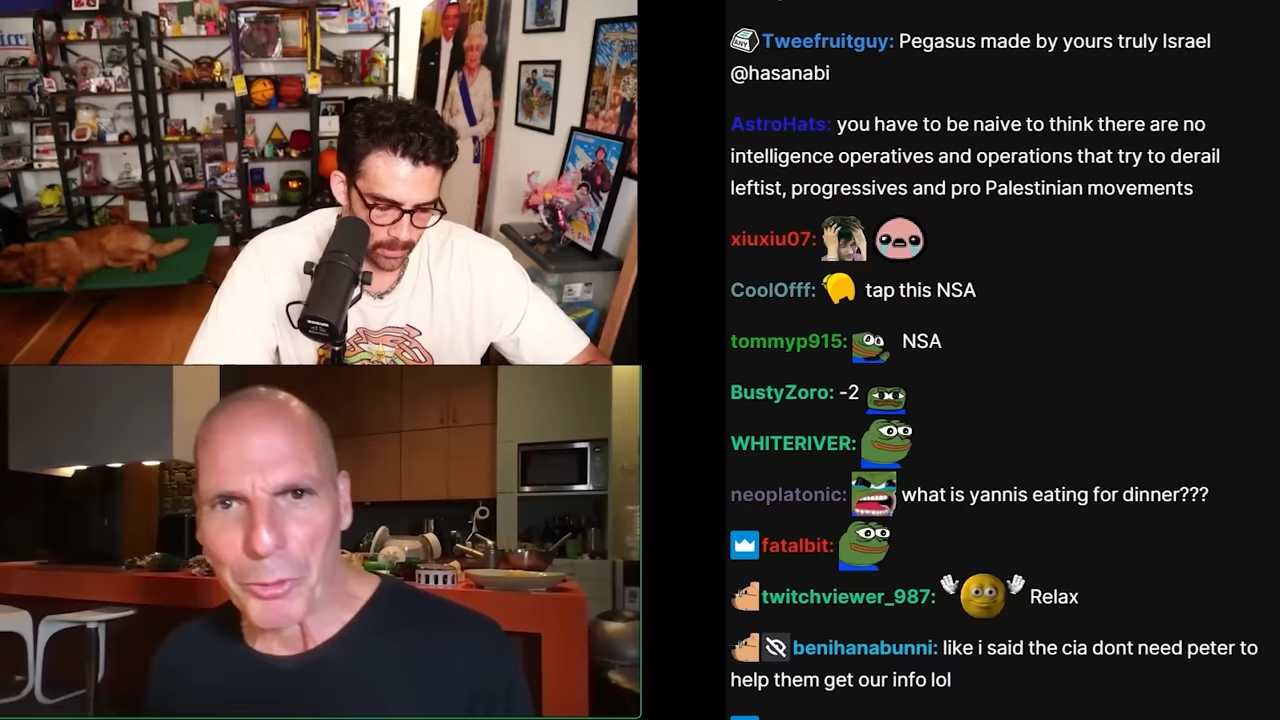 Tweefruitguy: Pegasus made by yours truly Israel
@hasanabi
AstroHats: you have to be naive to think there are no
intelligence operatives and operations that try to derail
leftist, progressives and pro Palestinian movements
xiuxiu07:
CoolOfff: tap this NSA
tommyp915: NSA
BustyZoro: -2
WHITERIVER:
neoplatonic: what is yannis eating for dinner???
fatalbit:
twitchviewer_987: Relax
benihanabunni: like i said the cia dont need peter to
help them get our info lol